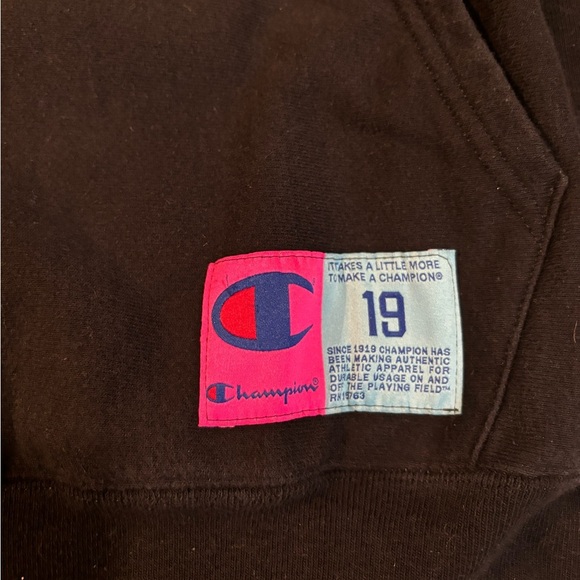 Champion®
IT TAKES A LITTLE MORE
TO MAKE A CHAMPION®
19
SINCE 1919 CHAMPION HAS
BEEN MAKING AUTHENTIC
ATHLETIC APPAREL FOR
DURABLE USAGE ON AND
OF THE PLAYING FIELD™
RN15763